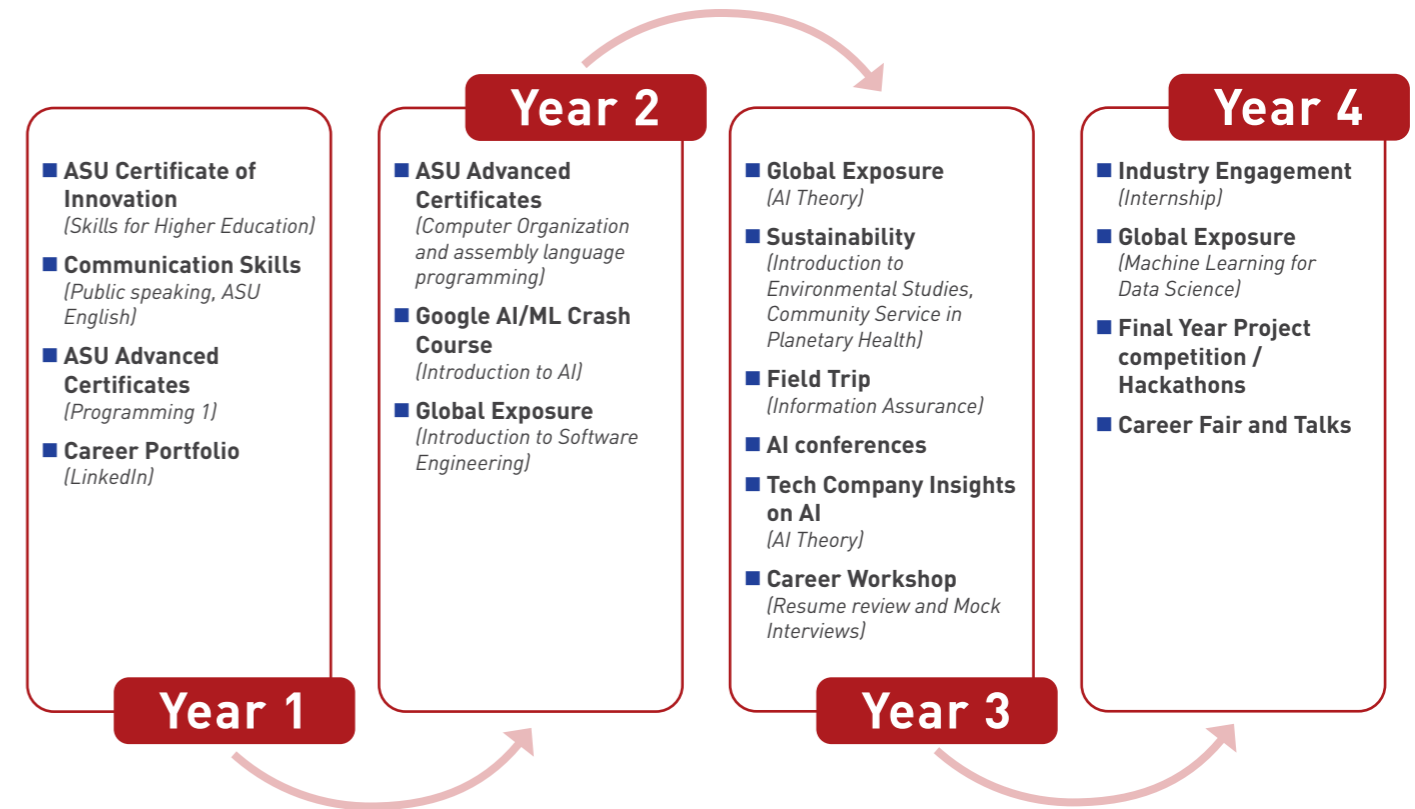 Year 1
ASU Certificate of
Innovation
(Skills for Higher Education)
Communication Skills
(Public speaking, ASU
English)
ASU Advanced
Certificates
(Programming 1)
Career Portfolio
(LinkedIn)
Year 2
ASU Advanced
Certificates
(Computer Organization
and assembly language
programming)
Google AI/ML Crash
Course
(Introduction to AI)
Global Exposure
(Introduction to Software
Engineering)
Year 3
Global Exposure
(AI Theory)
Sustainability
(Introduction to
Environmental Studies,
Community Service in
Planetary Health)
Field Trip
(Information Assurance)
AI conferences
Tech Company Insights
on AI
(AI Theory)
Career Workshop
(Resume review and Mock
Interviews)
Year 4
Industry Engagement
(Internship)
Global Exposure
(Machine Learning for
Data Science)
Final Year Project
competition /
Hackathons
Career Fair and Talks